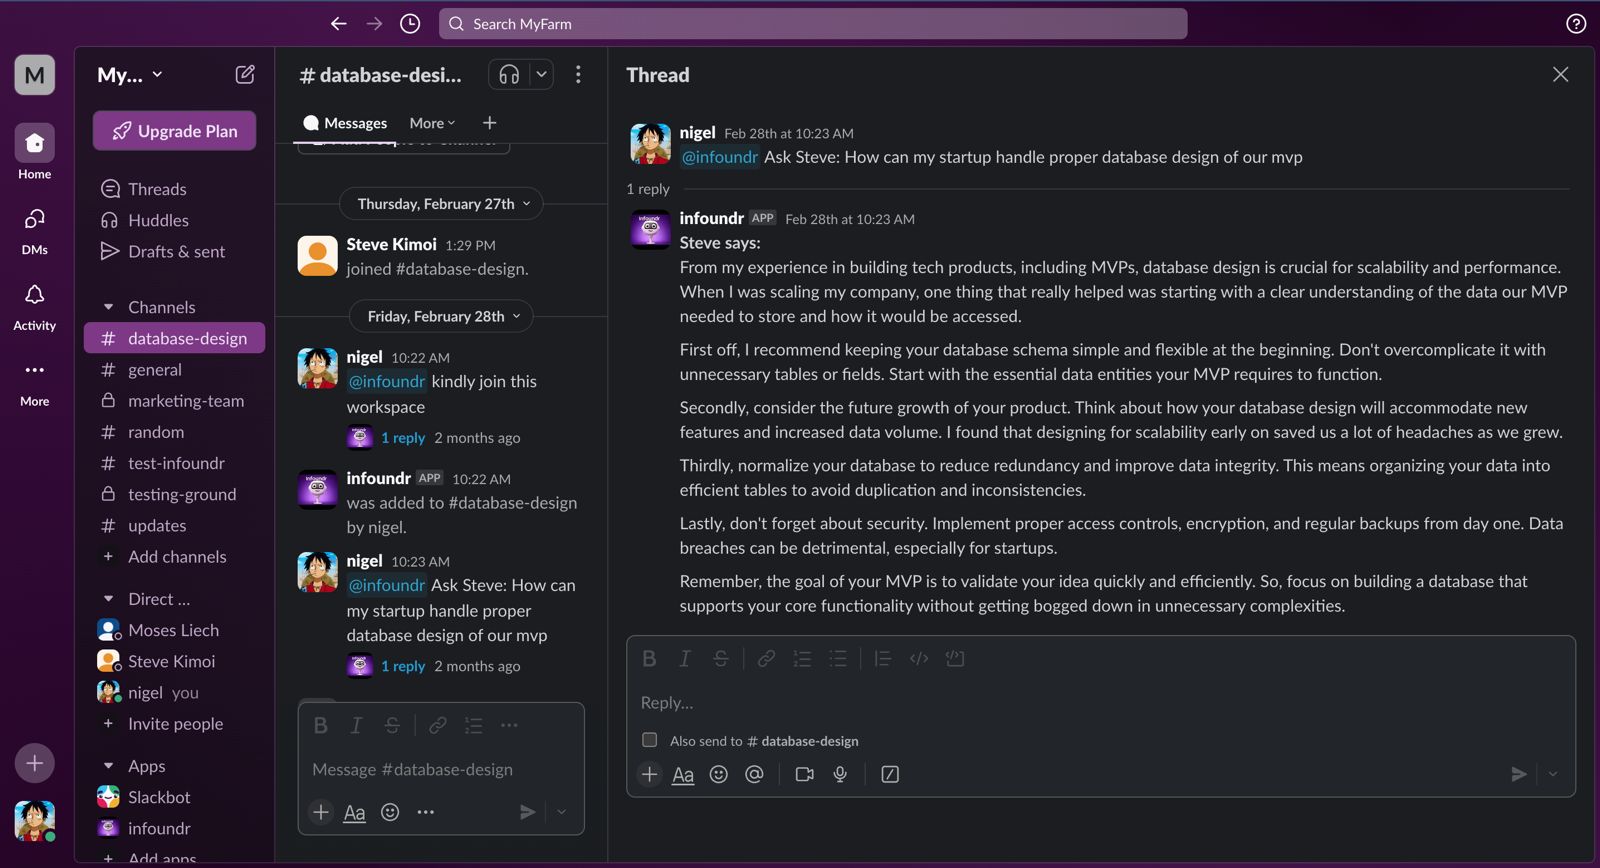 Search MyFarm
M
Home
DMs
Activity
More
My...
Upgrade Plan
Threads
Huddles
Drafts & sent
Channels
# database-design
# general
marketing-team
# random
# test-infoundr
testing-ground
# updates
+ Add channels
Direct ...
Moses Liech
Steve Kimoi
nigel you
+ Invite people
Apps
Slackbot
infoundr
+ Add apps
# database-desi...
Messages More +
Thursday, February 27th
Steve Kimoi 1:29 PM
joined #database-design.
Friday, February 28th
nigel 10:22 AM
@infoundr kindly join this
workspace
1 reply 2 months ago
infoundr APP 10:22 AM
was added to #database-design
by nigel.
nigel 10:23 AM
@infoundr Ask Steve: How can
my startup handle proper
database design of our mvp
1 reply 2 months ago
B I S
Message #database-design
+ Aa
Thread
nigel Feb 28th at 10:23 AM
@infoundr Ask Steve: How can my startup handle proper database design of our mvp
1 reply
infoundr APP Feb 28th at 10:23 AM
Steve says:
From my experience in building tech products, including MVPs, database design is crucial for scalability and performance.
When I was scaling my company, one thing that really helped was starting with a clear understanding of the data our MVP
needed to store and how it would be accessed.
First off, I recommend keeping your database schema simple and flexible at the beginning. Don't overcomplicate it with
unnecessary tables or fields. Start with the essential data entities your MVP requires to function.
Secondly, consider the future growth of your product. Think about how your database design will accommodate new
features and increased data volume. I found that designing for scalability early on saved us a lot of headaches as we grew.
Thirdly, normalize your database to reduce redundancy and improve data integrity. This means organizing your data into
efficient tables to avoid duplication and inconsistencies.
Lastly, don't forget about security. Implement proper access controls, encryption, and regular backups from day one. Data
breaches can be detrimental, especially for startups.
Remember, the goal of your MVP is to validate your idea quickly and efficiently. So, focus on building a database that
supports your core functionality without getting bogged down in unnecessary complexities.
B I S
Reply...
Also send to # database-design
+ Aa